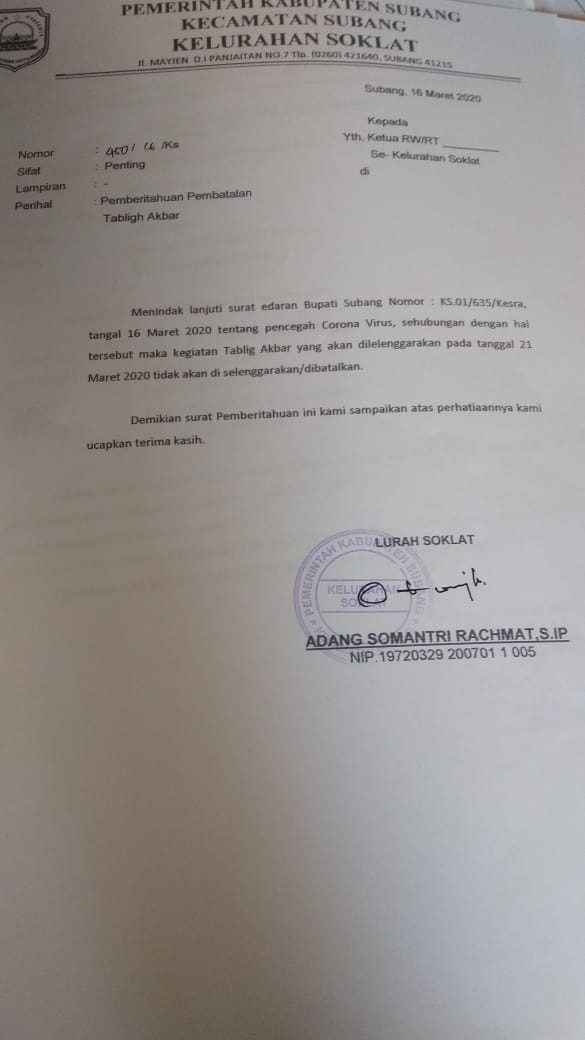 PEMERINTAH KABUPATEN SUBANG
KECAMATAN SUBANG
KELURAHAN SOKLAT
Jl. MAYJEN D.I PANJAITAN NO.7 Tlp. (0260) 421640, SUBANG 41215
Subang, 16 Maret 2020
Kepada
Yth. Ketua RW/RT
Se- Kelurahan Soklat
di
Nomor : 400/ /Ks
Sifat : Penting
Lampiran : -
Perihal : Pemberitahuan Pembatalan
Tabligh Akbar
Menindak lanjuti surat edaran Bupati Subang Nomor : KS.01/635/Kesra,
tangal 16 Maret 2020 tentang pencegah Corona Virus, sehubungan dengan hal
tersebut maka kegiatan Tablig Akbar yang akan dilelenggarakan pada tanggal 21
Maret 2020 tidak akan di selenggarakan/dibatalkan.
Demikian surat Pemberitahuan ini kami sampaikan atas perhatiaannya kami
ucapkan terima kasih.
LURAH SOKLAT
PEMERINTAH KABUPATEN SUBANG
KELURAHAN
SOKLAT
ADANG SOMANTRI RACHMAT,S.IP
NIP.19720329 200701 1 005